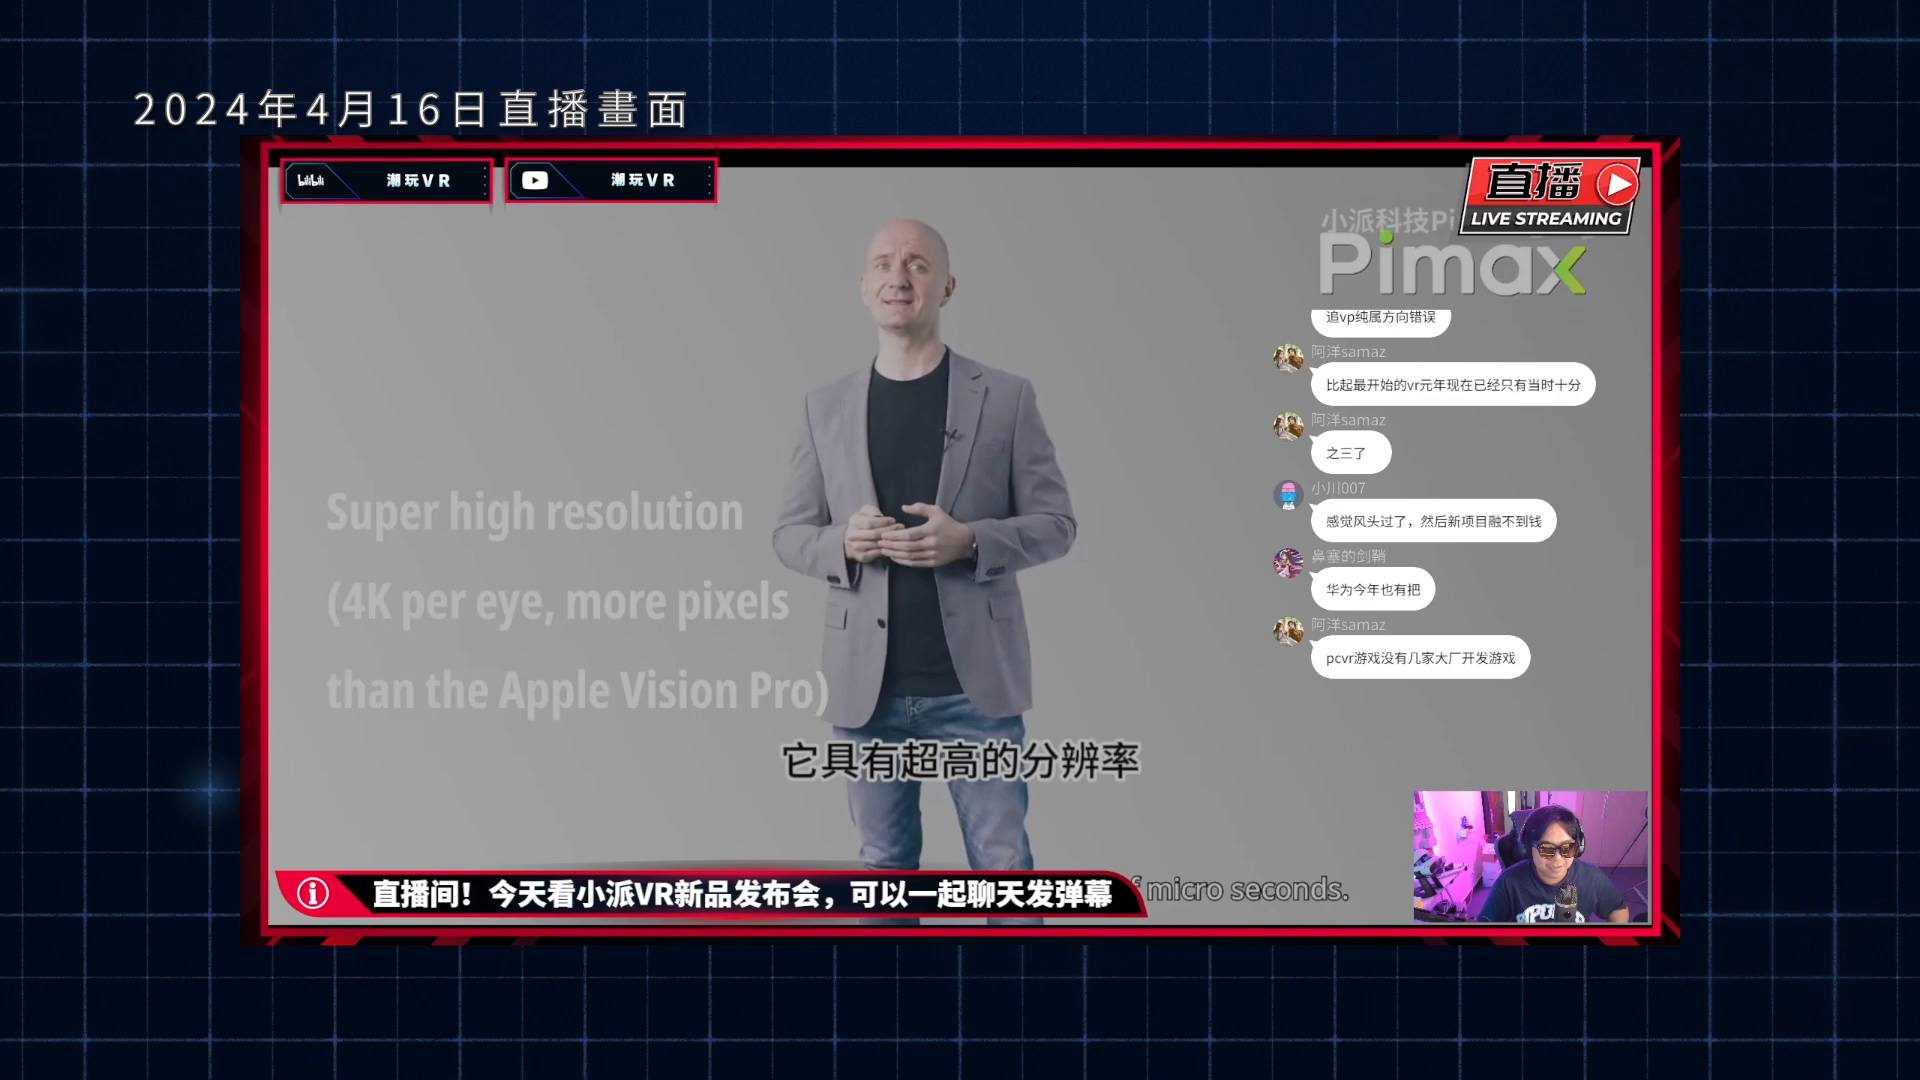 2024年4月16日直播畫面
bilibili
潮玩VR
潮玩VR
直播
LIVE STREAMING
小派科技Pi
Pimax
追vp纯属方向错误
阿洋samaz
比起最开始的vr元年现在已经只有当时十分
阿洋samaz
之三了
小川007
感觉风头过了，然后新项目融不到钱
鼻塞的剑鞘
华为今年也有把
阿洋samaz
pcvr游戏没有几家大厂开发游戏
Super high resolution
(4K per eye, more pixels
than the Apple Vision Pro)
它具有超高的分辨率
直播间！今天看小派VR新品发布会，可以一起聊天发弹幕
micro seconds.